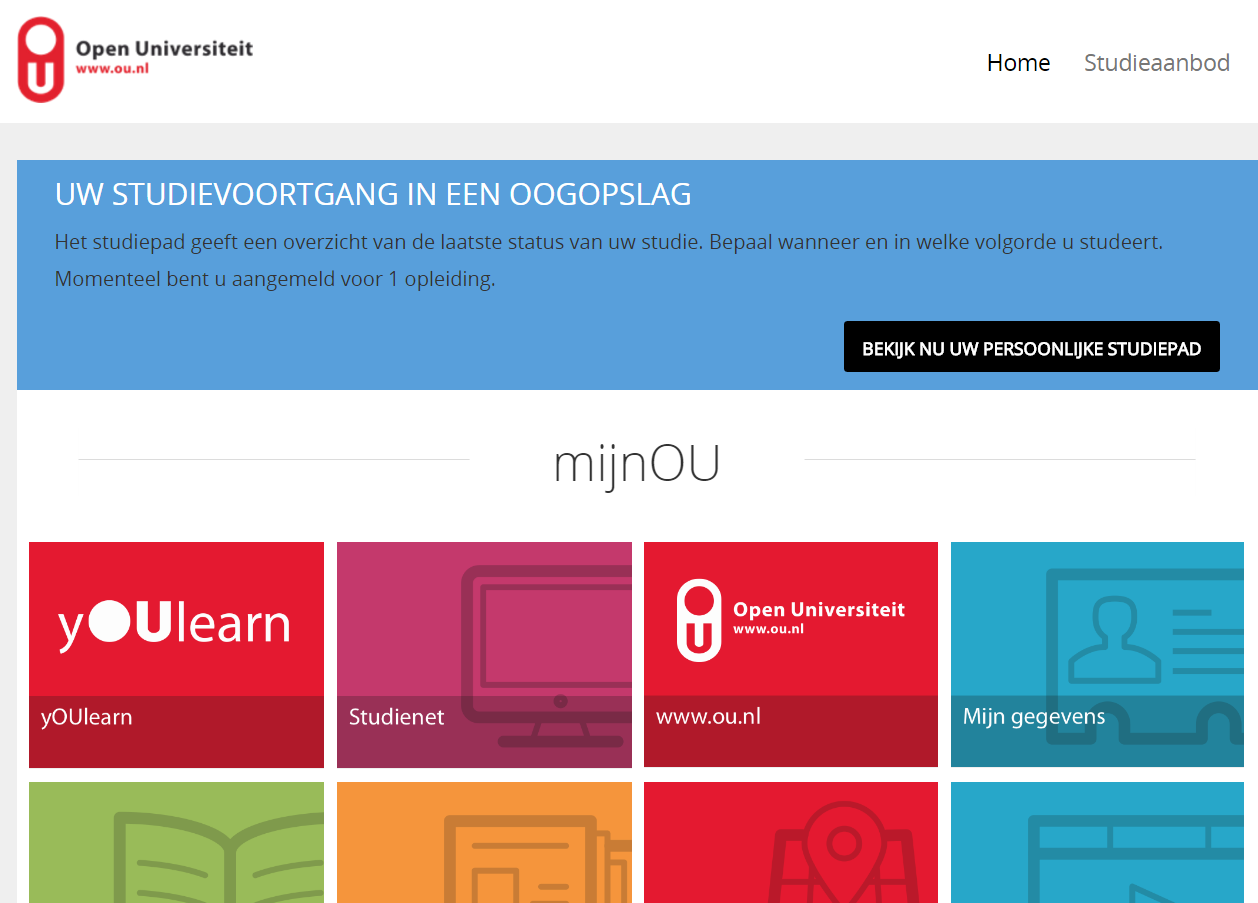 Open Universiteit
www.ou.nl
Home
Studieaanbod
UW STUDIEVOORTGANG IN EEN OOGOPSLAG
Het studiepad geeft een overzicht van de laatste status van uw studie. Bepaal wanneer en in welke volgorde u studeert.
Momenteel bent u aangemeld voor 1 opleiding.
BEKIJK NU UW PERSOONLIJKE STUDIEPAD
mijnOU
yOUlearn
yOUlearn
Studienet
Open Universiteit
www.ou.nl
www.ou.nl
Mijn gegevens